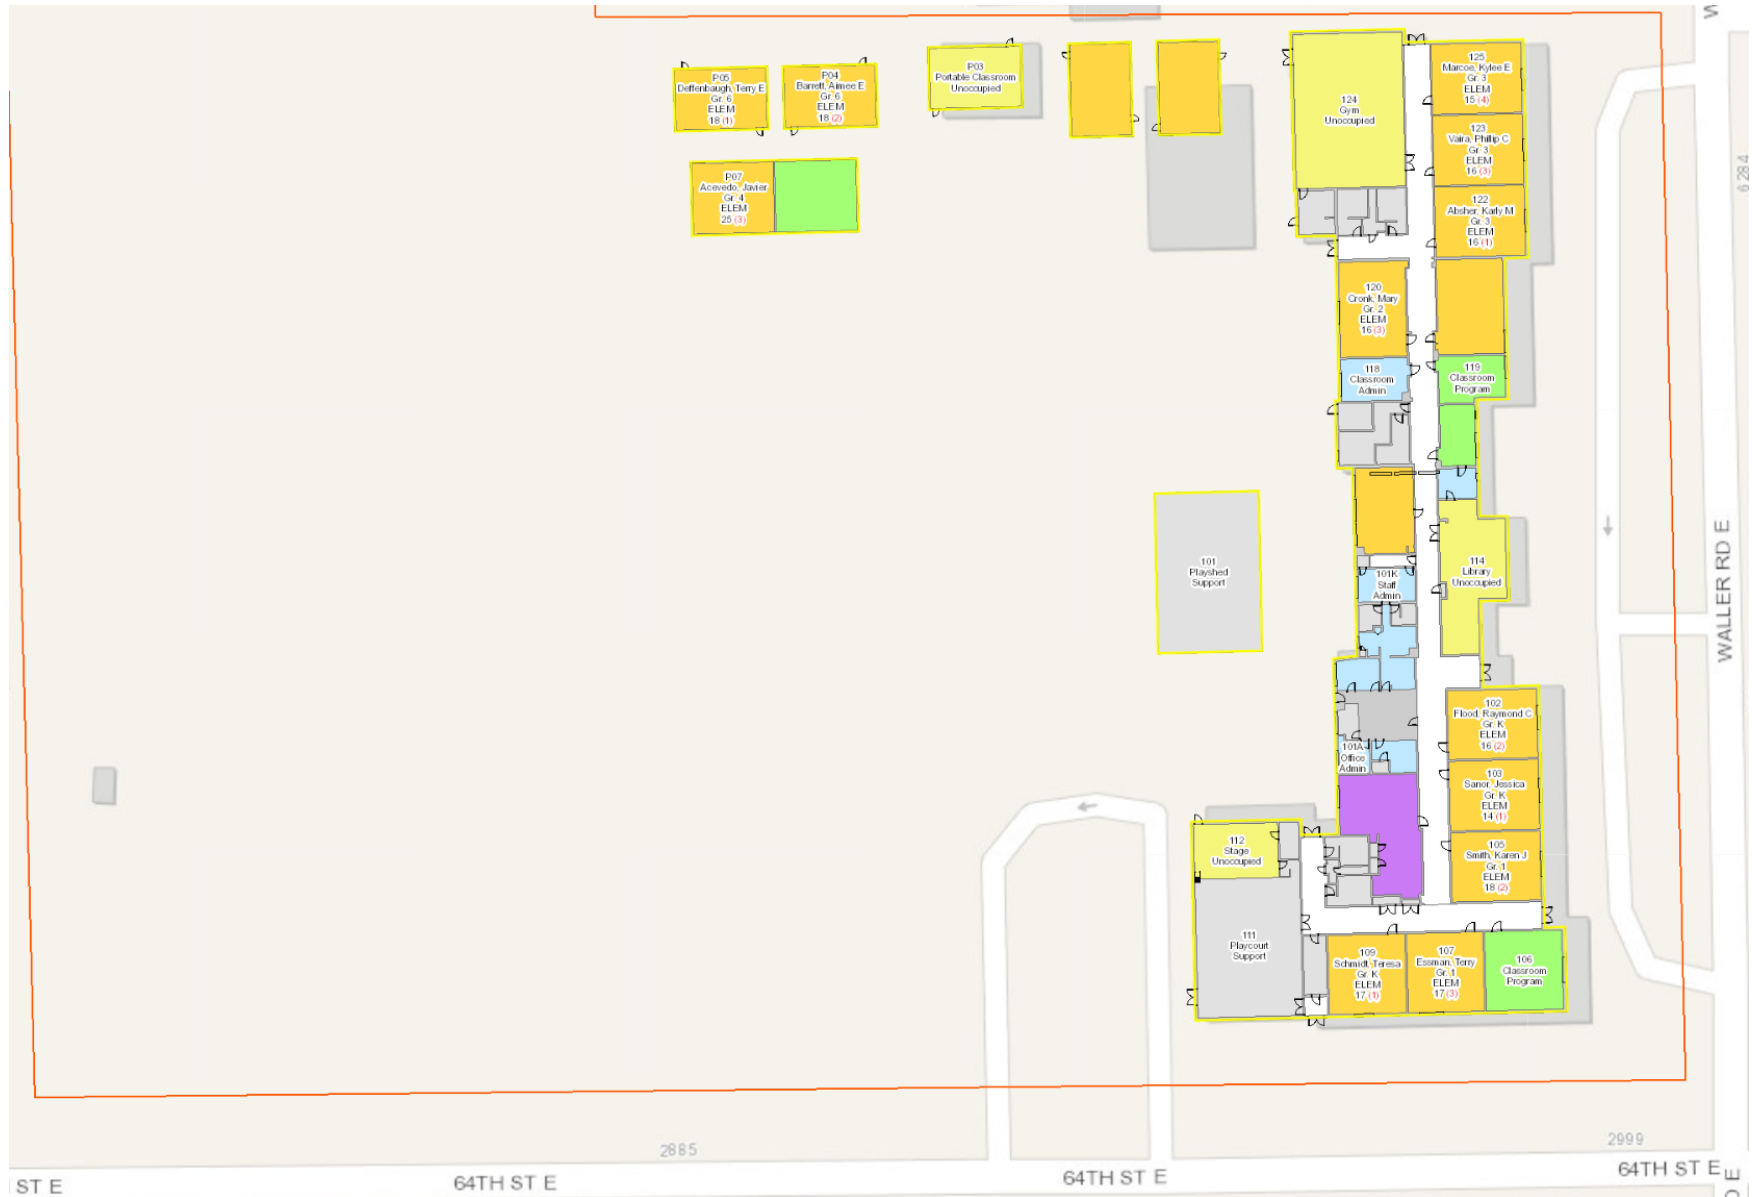 P05
Deffenbaugh, Terry E
Gr. 6
ELEM
18 (1)
P04
Barrett, Aimee E
Gr. 6
ELEM
18 (2)
P03
Portable Classroom
Unoccupied
P07
Acevedo, Javier
Gr. 4
ELEM
25 (3)
124
Gym
Unoccupied
125
Marcoe, Kylee E
Gr. 3
ELEM
15 (4)
123
Vaira, Phillip C
Gr. 3
ELEM
16 (3)
122
Absher, Karly M
Gr. 3
ELEM
16 (1)
6284
120
Cronk, Mary
Gr. 2
ELEM
16 (3)
118
Classroom
Admin
119
Classroom
Program
101
Playshed
Support
101K
Staff
Admin
114
Library
Unoccupied
WALLER RD E
102
Flood, Raymond C
Gr. K
ELEM
16 (2)
101A
Office
Admin
103
Sanor, Jessica
Gr. K
ELEM
14 (1)
105
Smith, Karen J
Gr. 1
ELEM
18 (2)
112
Stage
Unoccupied
111
Playcourt
Support
109
Schmidt, Teresa
Gr. K
ELEM
17 (1)
107
Essman, Terry
Gr. 1
ELEM
17 (3)
106
Classroom
Program
2885
2999
ST E
64TH ST E
64TH ST E
64TH ST E